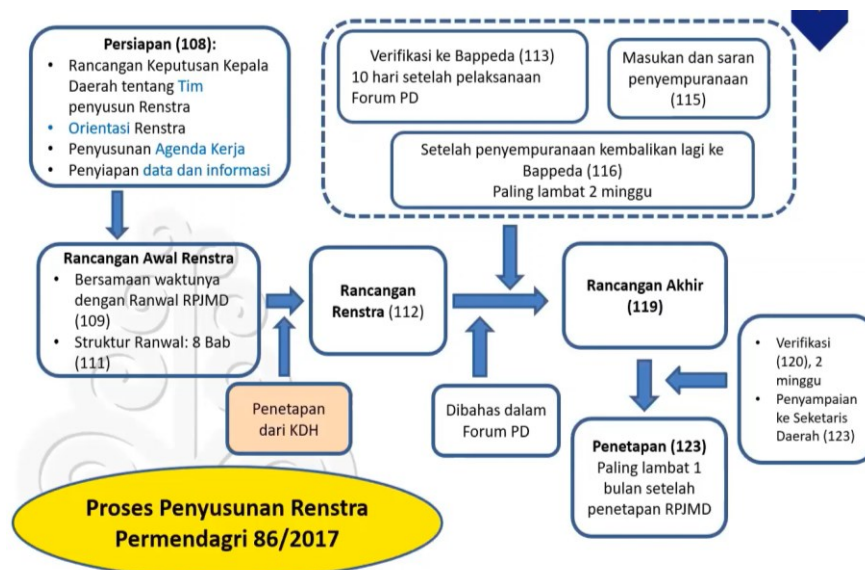 Persiapan (108):
• Rancangan Keputusan Kepala
Daerah tentang Tim
penyusun Renstra
• Orientasi Renstra
• Penyusunan Agenda Kerja
• Penyiapan data dan informasi
Verifikasi ke Bappeda (113)
10 hari setelah pelaksanaan
Forum PD
Masukan dan saran
penyempuranaan
(115)
Setelah penyempuranaan kembalikan lagi ke
Bappeda (116)
Paling lambat 2 minggu
Rancangan Awal Renstra
• Bersamaan waktunya
dengan Ranwal RPJMD
(109)
• Struktur Ranwal: 8 Bab
(111)
Rancangan
Renstra (112)
Rancangan Akhir
(119)
Penetapan
dari KDH
Dibahas dalam
Forum PD
• Verifikasi
(120), 2
minggu
• Penyampaian
ke Seketaris
Daerah (123)
Penetapan (123)
Paling lambat 1
bulan setelah
penetapan RPJMD
Proses Penyusunan Renstra
Permendagri 86/2017